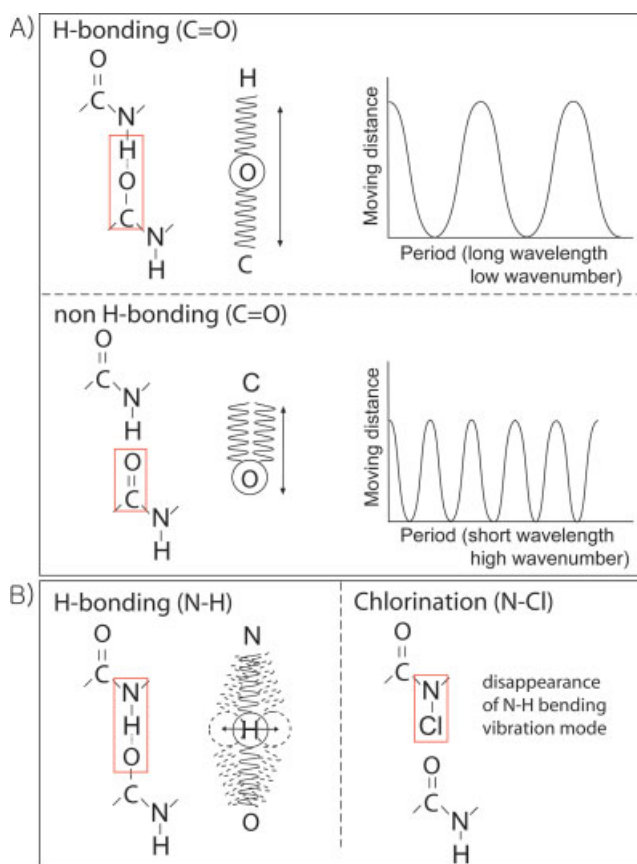 A)
H-bonding (C=O)
O
C
N
H
O
C
N
H
H
O
C
Moving distance
Period (long wavelength
low wavenumber)
non H-bonding (C=O)
O
C
N
H
O
C
N
H
C
O
Moving distance
Period (short wavelength
high wavenumber)
B)
H-bonding (N-H)
O
C
N
H
O
C
N
H
N
H
O
Chlorination (N-Cl)
O
C
N
Cl
O
C
N
H
disappearance
of N-H bending
vibration mode